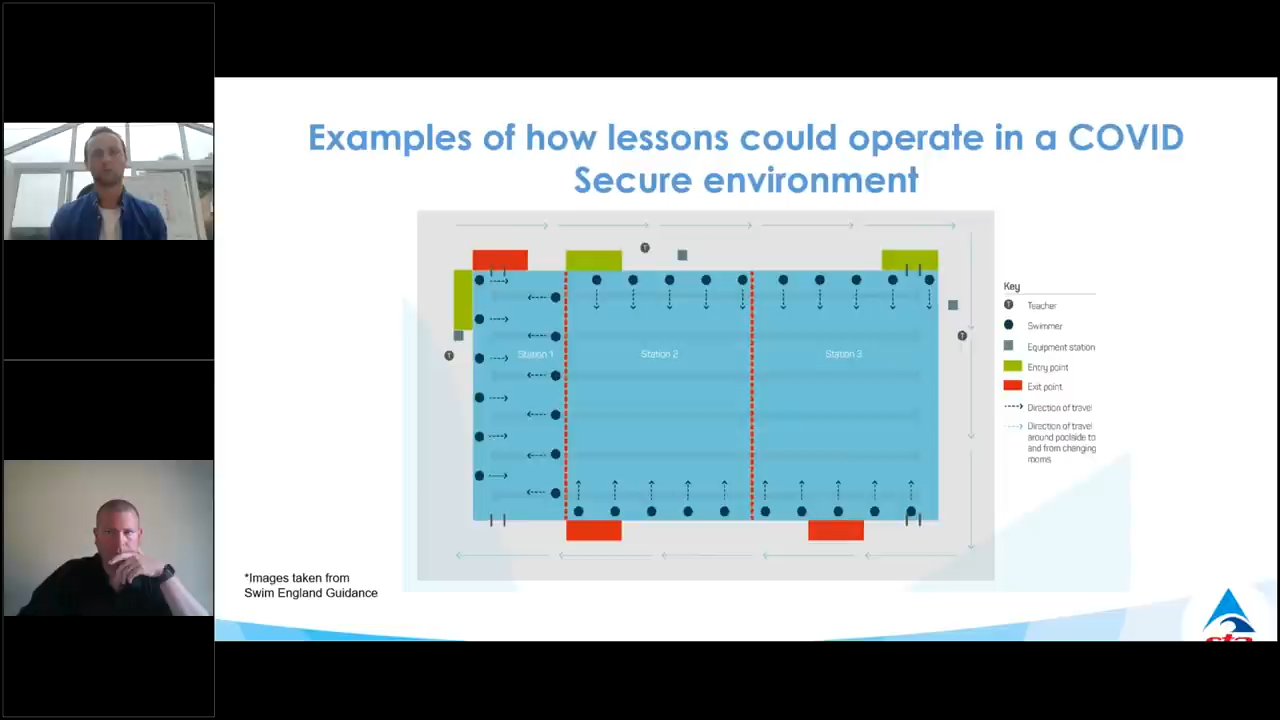 Examples of how lessons could operate in a COVID
Secure environment
T
Station 1
Station 2
Station 3
T
T
Key
T Teacher
Swimmer
Equipment station
Entry point
Exit point
Direction of travel
Direction of travel
around poolside to
and from changing
rooms
*Images taken from
Swim England Guidance
sta